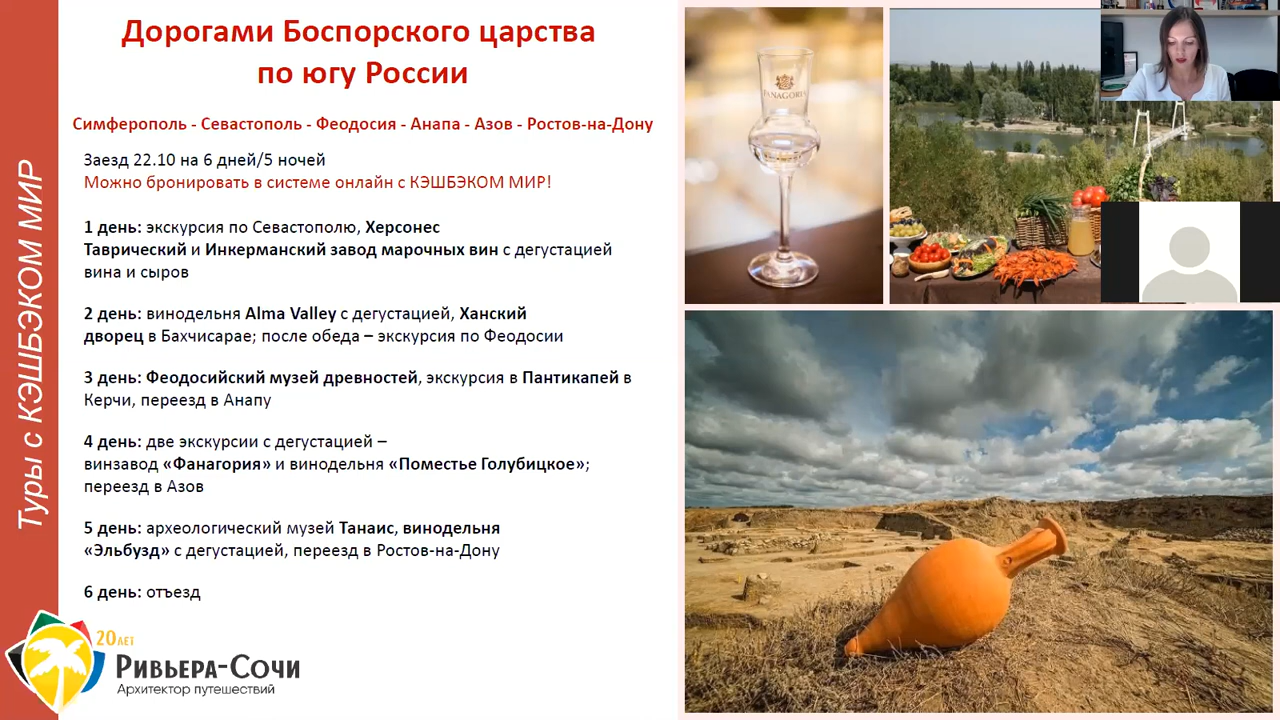 Дорогами Боспорского царства
по югу России
Симферополь - Севастополь - Феодосия - Анапа - Азов - Ростов-на-Дону
Заезд 22.10 на 6 дней/5 ночей
Можно бронировать в системе онлайн с КЭШБЭКОМ МИР!
1 день: экскурсия по Севастополю, Херсонес
Таврический и Инкерманский завод марочных вин с дегустацией
вина и сыров
2 день: винодельня Alma Valley с дегустацией, Ханский
дворец в Бахчисарае; после обеда – экскурсия по Феодосии
3 день: Феодосийский музей древностей, экскурсия в Пантикапей в
Керчи, переезд в Анапу
4 день: две экскурсии с дегустацией –
винзавод «Фанагория» и винодельня «Поместье Голубицкое»;
переезд в Азов
5 день: археологический музей Танаис, винодельня
«Эльбузд» с дегустацией, переезд в Ростов-на-Дону
6 день: отъезд
Туры с КЭШБЭКОМ МИР
20 ЛЕТ
Ривьера-Сочи
Архитектор путешествий
FANAGORIA